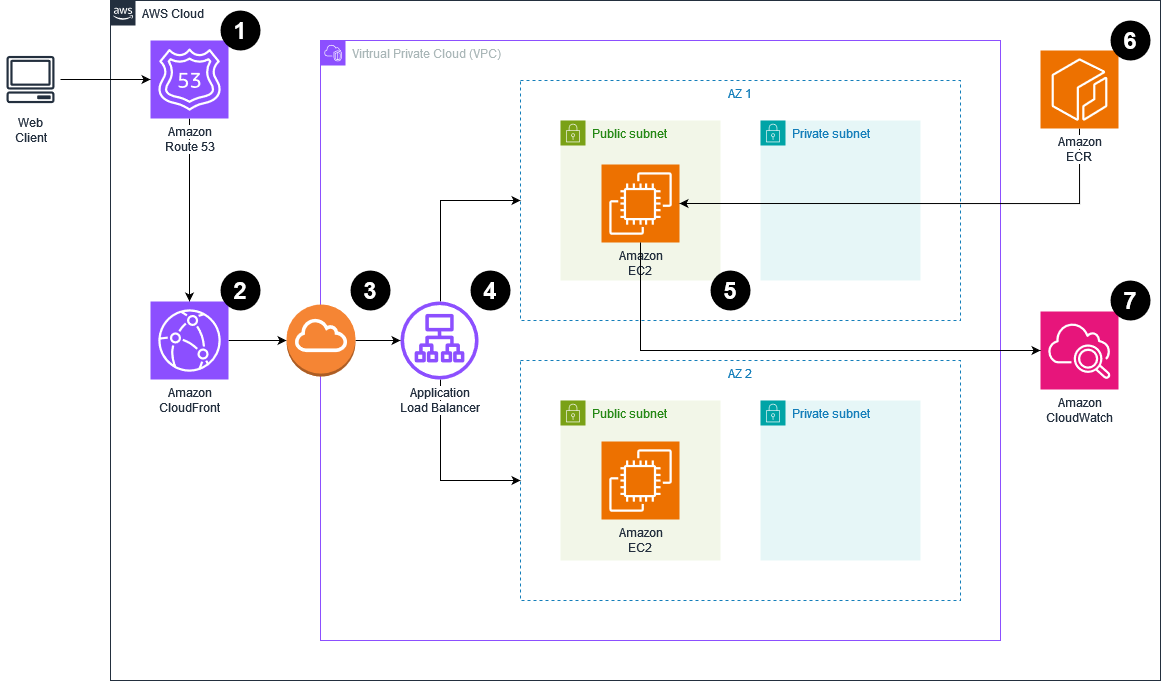 aws
AWS Cloud
1
53
Amazon
Route 53
Web
Client
Virtrual Private Cloud (VPC)
AZ 1
Public subnet
Private subnet
Amazon
EC2
6
Amazon
ECR
2
Amazon
CloudFront
3
4
Application
Load Balancer
5
7
Amazon
CloudWatch
AZ 2
Public subnet
Private subnet
Amazon
EC2